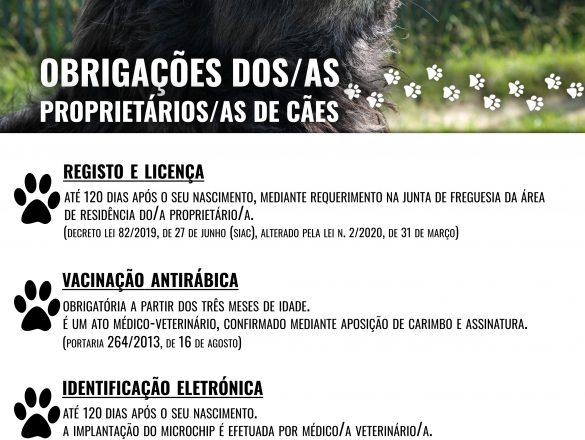 OBRIGAÇÕES DOS/AS
PROPRIETÁRIOS/AS DE CÃES
REGISTO E LICENÇA
ATÉ 120 DIAS APÓS O SEU NASCIMENTO, MEDIANTE REQUERIMENTO NA JUNTA DE FREGUESIA DA ÁREA
DE RESIDÊNCIA DO/A PROPRIETÁRIO/A.
(DECRETO LEI 82/2019, DE 27 DE JUNHO (SIAC), ALTERADO PELA LEI N. 2/2020, DE 31 DE MARÇO)
VACINAÇÃO ANTIRÁBICA
OBRIGATÓRIA A PARTIR DOS TRÊS MESES DE IDADE.
É UM ATO MÉDICO-VETERINÁRIO, CONFIRMADO MEDIANTE APOSIÇÃO DE CARIMBO E ASSINATURA.
(PORTARIA 264/2013, DE 16 DE AGOSTO)
IDENTIFICAÇÃO ELETRÓNICA
ATÉ 120 DIAS APÓS O SEU NASCIMENTO.
A IMPLANTAÇÃO DO MICROCHIP É EFETUADA POR MÉDICO/A VETERINÁRIO/A.